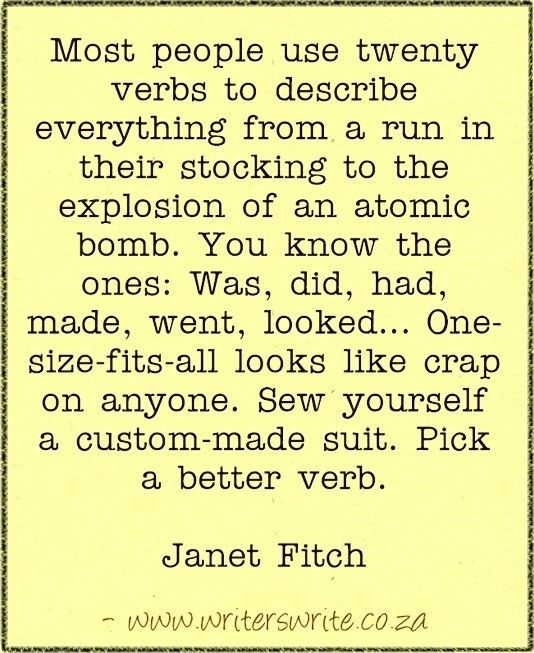 Most people use twenty
verbs to describe
everything from a run in
their stocking to the
explosion of an atomic
bomb. You know the
ones: Was, did, had,
made, went, looked... One-
size-fits-all looks like crap
on anyone. Sew yourself
a custom-made suit. Pick
a better verb.
Janet Fitch
- www.writerswrite.co.za